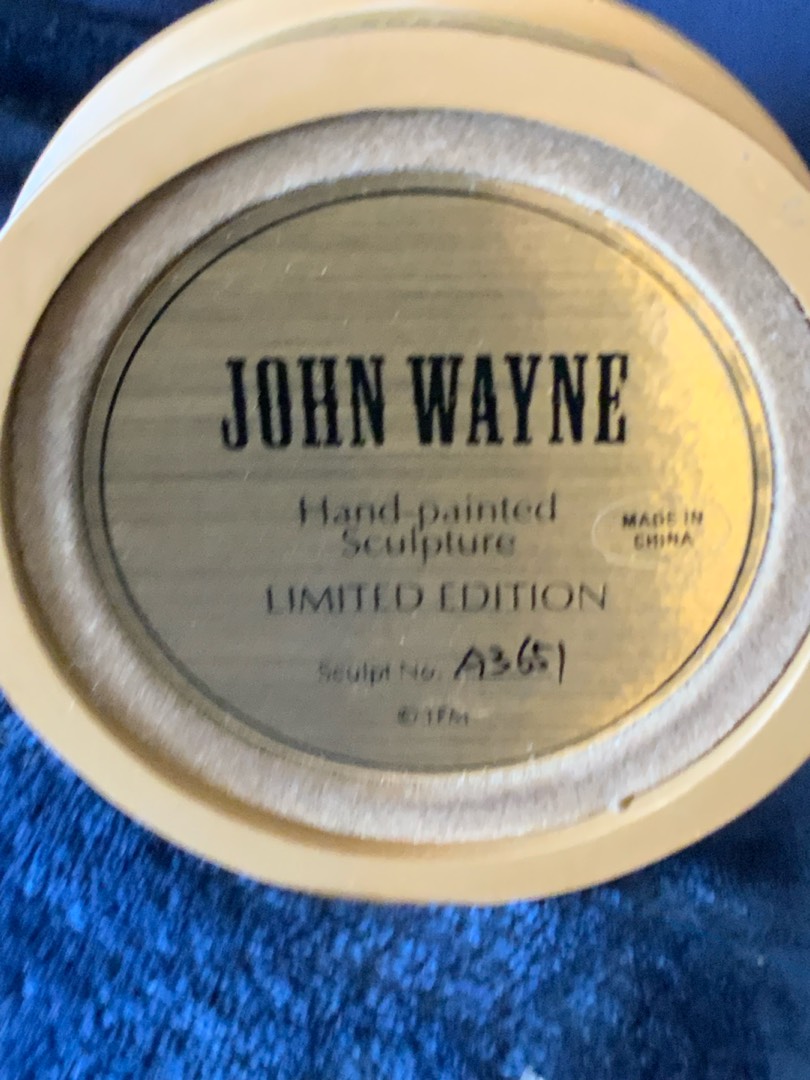 JOHN WAYNE
Hand-painted
Sculpture
MADE IN
CHINA
LIMITED EDITION
Sculpt No. A3651
©